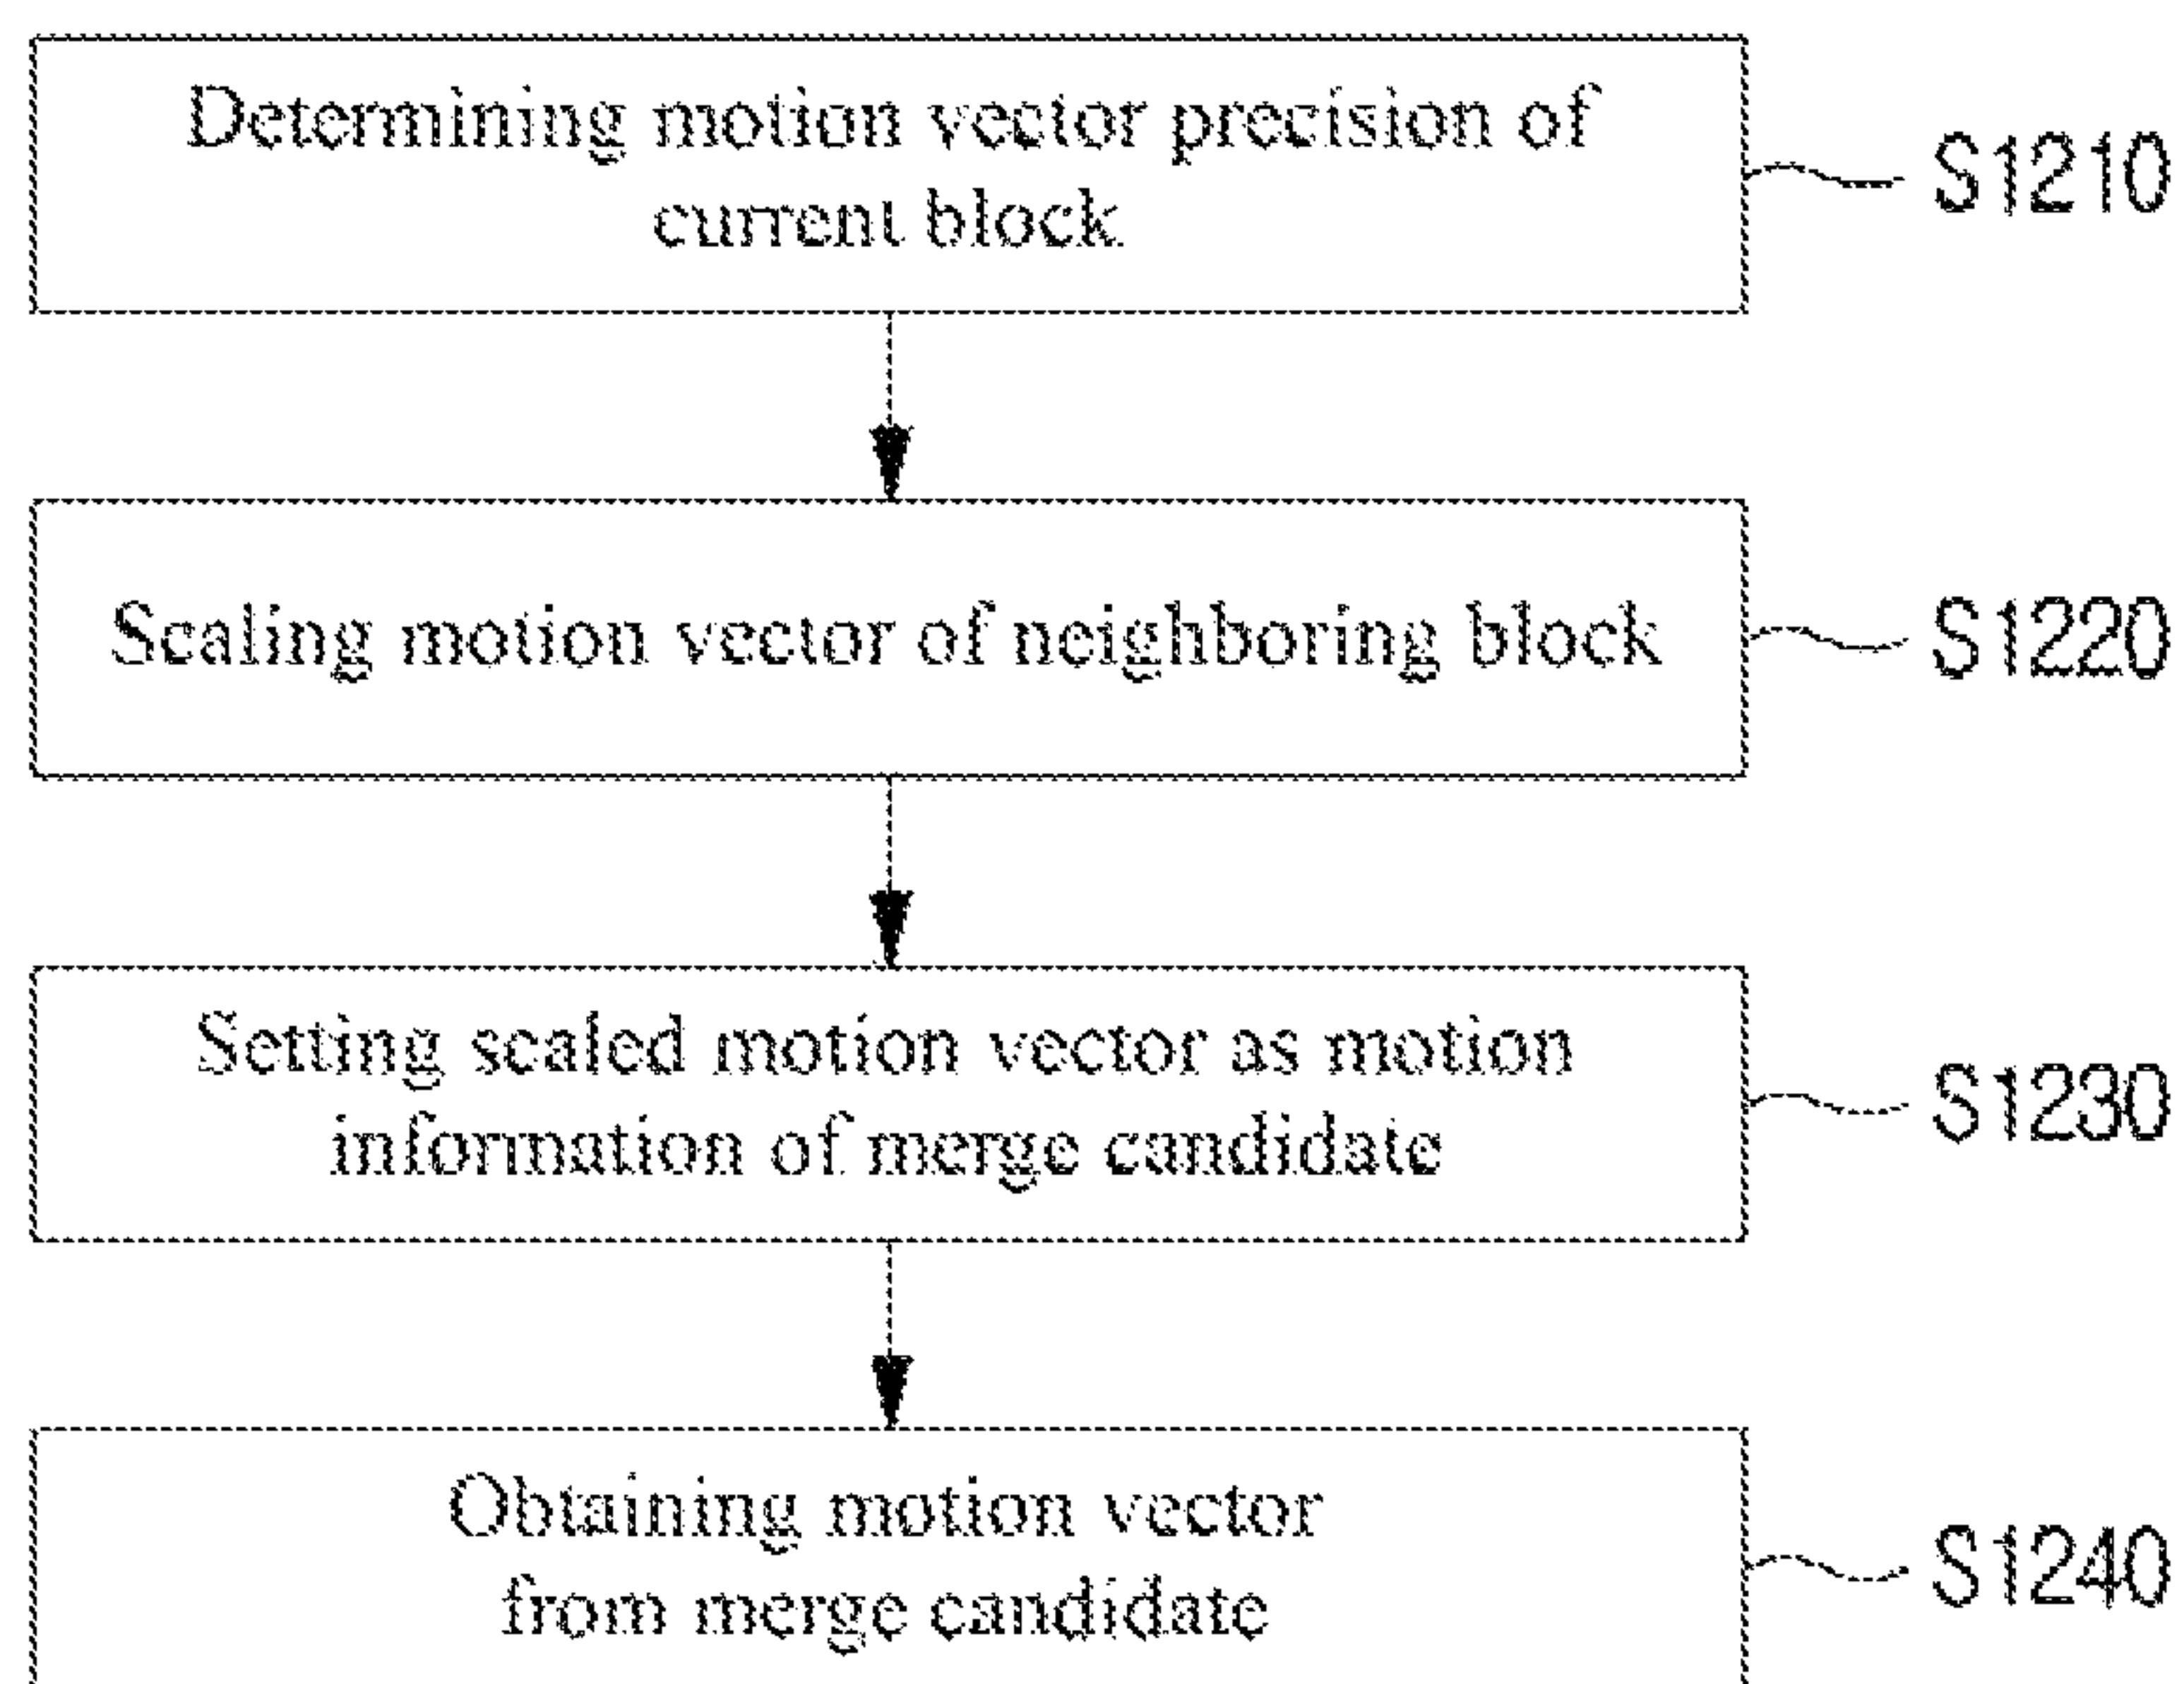 Determining motion vector precision of
current block
S1210
Scaling motion vector of neighboring block
S1220
Setting scaled motion vector as motion
information of merge candidate
S1230
Obtaining motion vector
from merge candidate
S1240